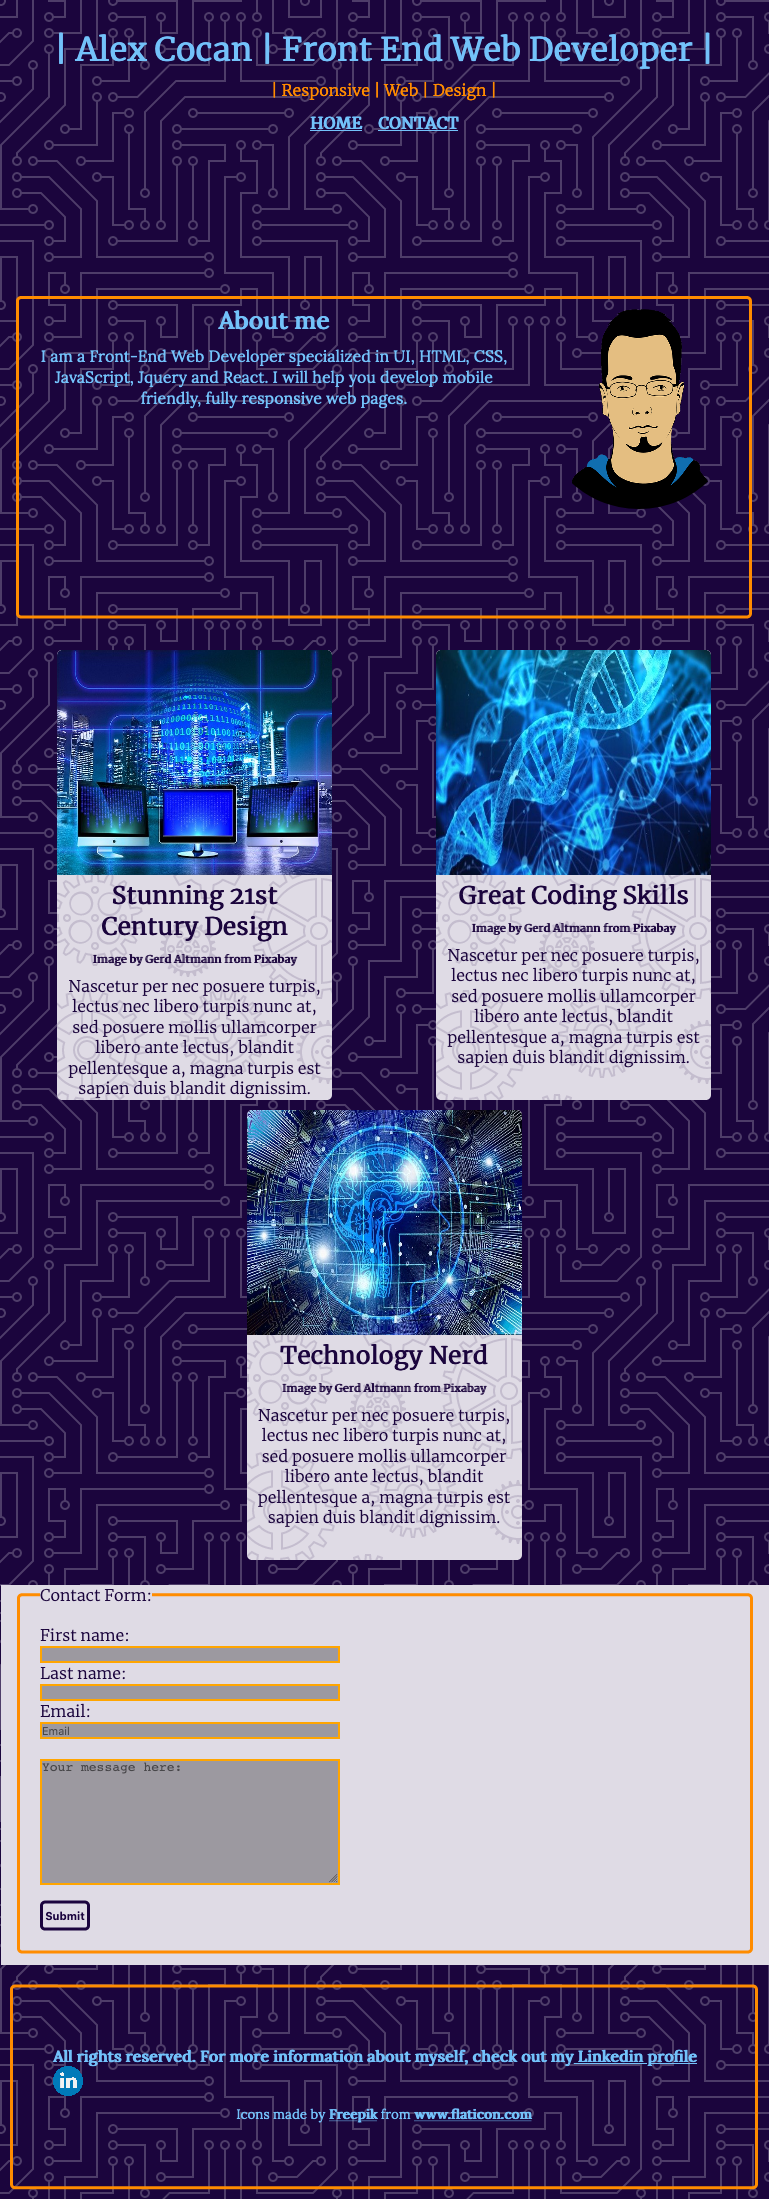 | Alex Cocan | Front End Web Developer |
| Responsive | Web | Design |
HOME CONTACT
About me
I am a Front-End Web Developer specialized in UI, HTML, CSS,
JavaScript, Jquery and React. I will help you develop mobile
friendly, fully responsive web pages.
Stunning 21st
Century Design
Image by Gerd Altmann from Pixabay
Nascetur per nec posuere turpis,
lectus nec libero turpis nunc at,
sed posuere mollis ullamcorper
libero ante lectus, blandit
pellentesque a, magna turpis est
sapien duis blandit dignissim.
Great Coding Skills
Image by Gerd Altmann from Pixabay
Nascetur per nec posuere turpis,
lectus nec libero turpis nunc at,
sed posuere mollis ullamcorper
libero ante lectus, blandit
pellentesque a, magna turpis est
sapien duis blandit dignissim.
Technology Nerd
Image by Gerd Altmann from Pixabay
Nascetur per nec posuere turpis,
lectus nec libero turpis nunc at,
sed posuere mollis ullamcorper
libero ante lectus, blandit
pellentesque a, magna turpis est
sapien duis blandit dignissim.
Contact Form:
First name:
Last name:
Email:
Email
Your message here:
Submit
All rights reserved. For more information about myself, check out my Linkedin profile
in
Icons made by Freepik from www.flaticon.com